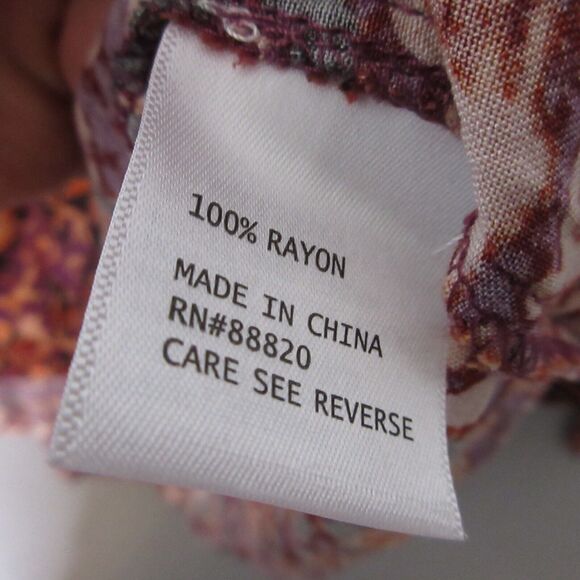 100% RAYON
MADE IN CHINA
RN#88820
CARE SEE REVERSE